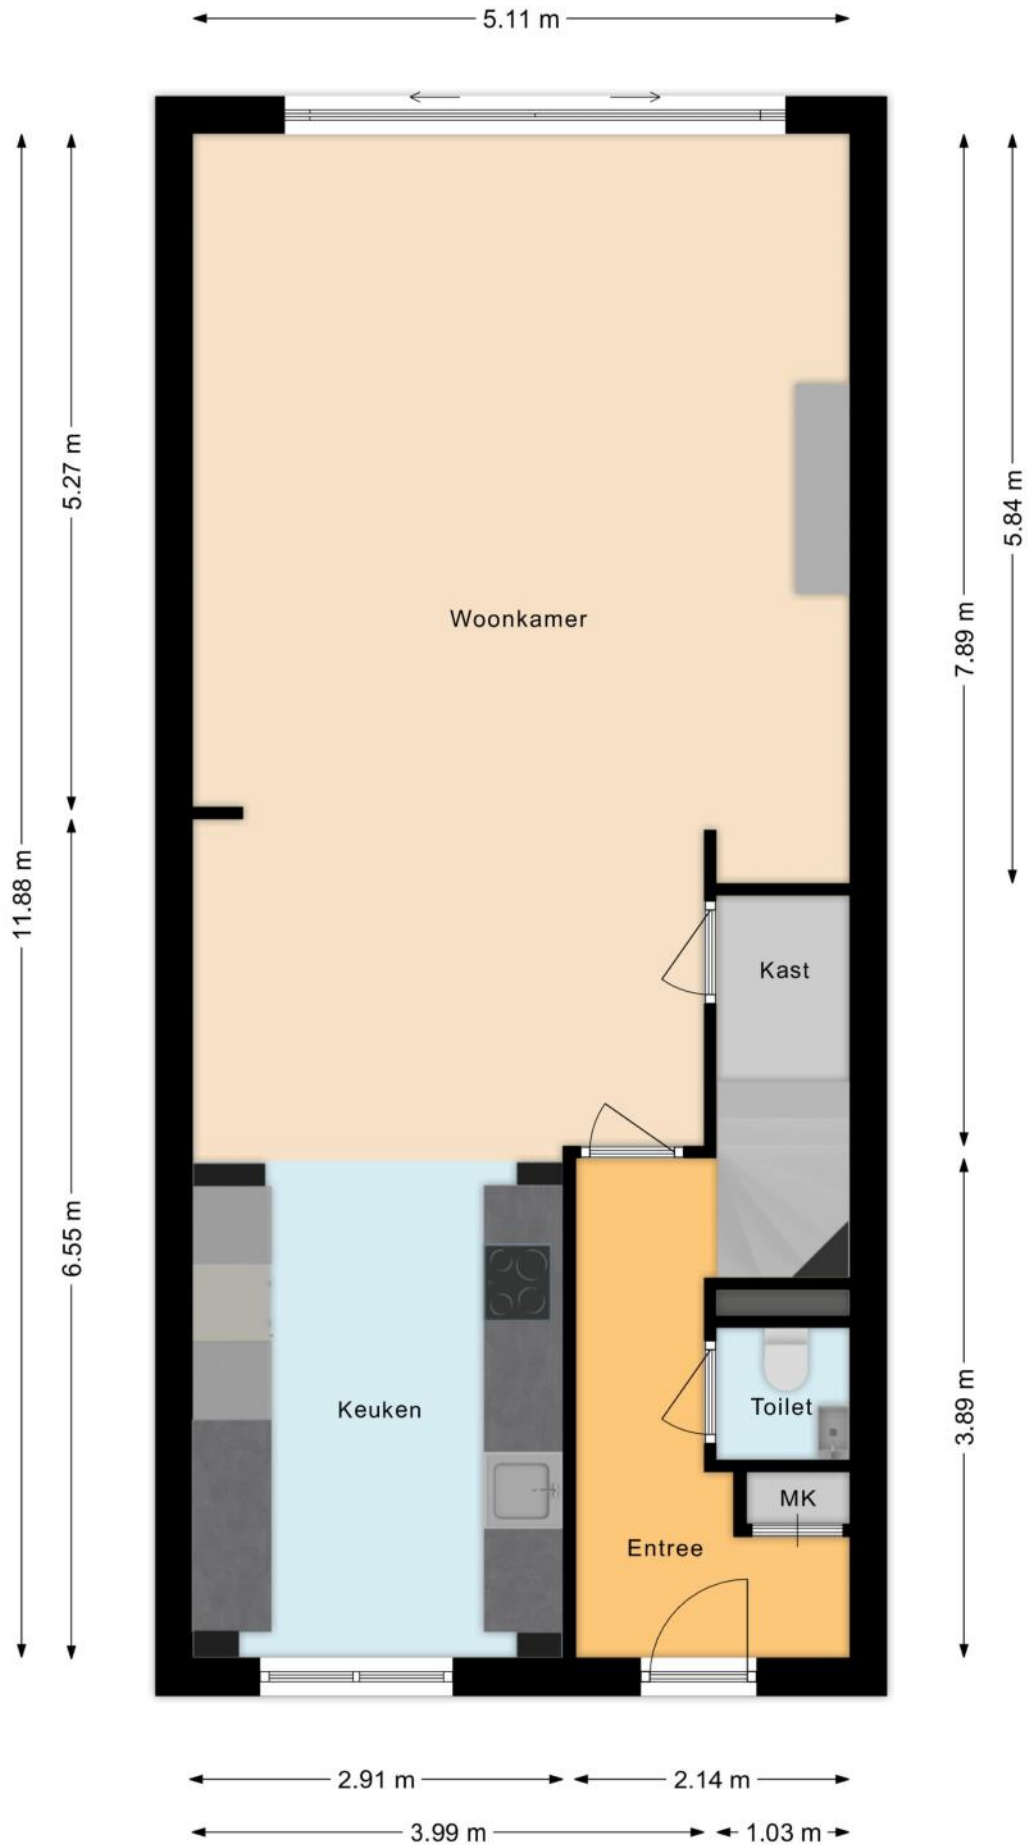 5.11 m
5.27 m
5.84 m
7.89 m
Woonkamer
11.88 m
Kast
6.55 m
Keuken
Toilet
3.89 m
MK
Entree
2.91 m
2.14 m
3.99 m
1.03 m